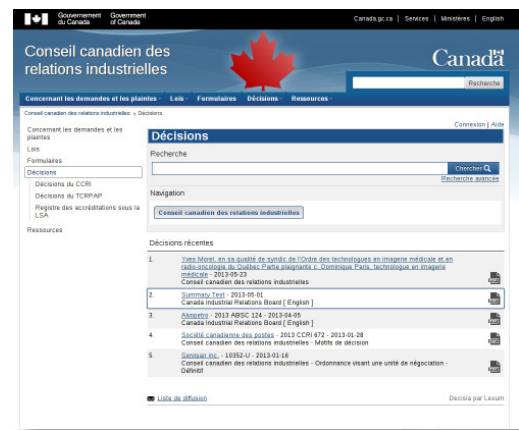 Gouvernement du Canada
Government of Canada
Canada.gc.ca | Services | Ministères | English
Conseil canadien des
relations industrielles
Canada
Recherche
Concernant les demandes et les plaintes
Lois
Formulaires
Décisions
Ressources
Conseil canadien des relations industrielles > Décisions
Connexion | Aide
Concernant les demandes et les
plaintes
Lois
Formulaires
Décisions
Décisions du CCRI
Décisions du TCRPAP
Registre des accréditations sous la
LSA
Ressources
Décisions
Recherche
Chercher
Recherche avancée
Navigation
Conseil canadien des relations industrielles
Décisions récentes
1. Yves Morel, en sa qualité de syndic de l'Ordre des technologues en imagerie médicale et en
radio-oncologie du Québec Partie plaignante c. Dominique Paris, technologue en imagerie
médicale - 2013-05-23
Conseil canadien des relations industrielles
2. Summary Test - 2013-05-01
Canada Industrial Relations Board [ English ]
3. Akopetro - 2013 ABSC 124 - 2013-04-05
Canada Industrial Relations Board [ English ]
4. Société canadienne des postes - 2013 CCRI 672 - 2013-01-28
Conseil canadien des relations industrielles - Motifs de décision
5. Servisair inc. - 10352-U - 2013-01-16
Conseil canadien des relations industrielles - Ordonnance visant une unité de négociation -
Définitif
Liste de diffusion
Decisia par Lexum